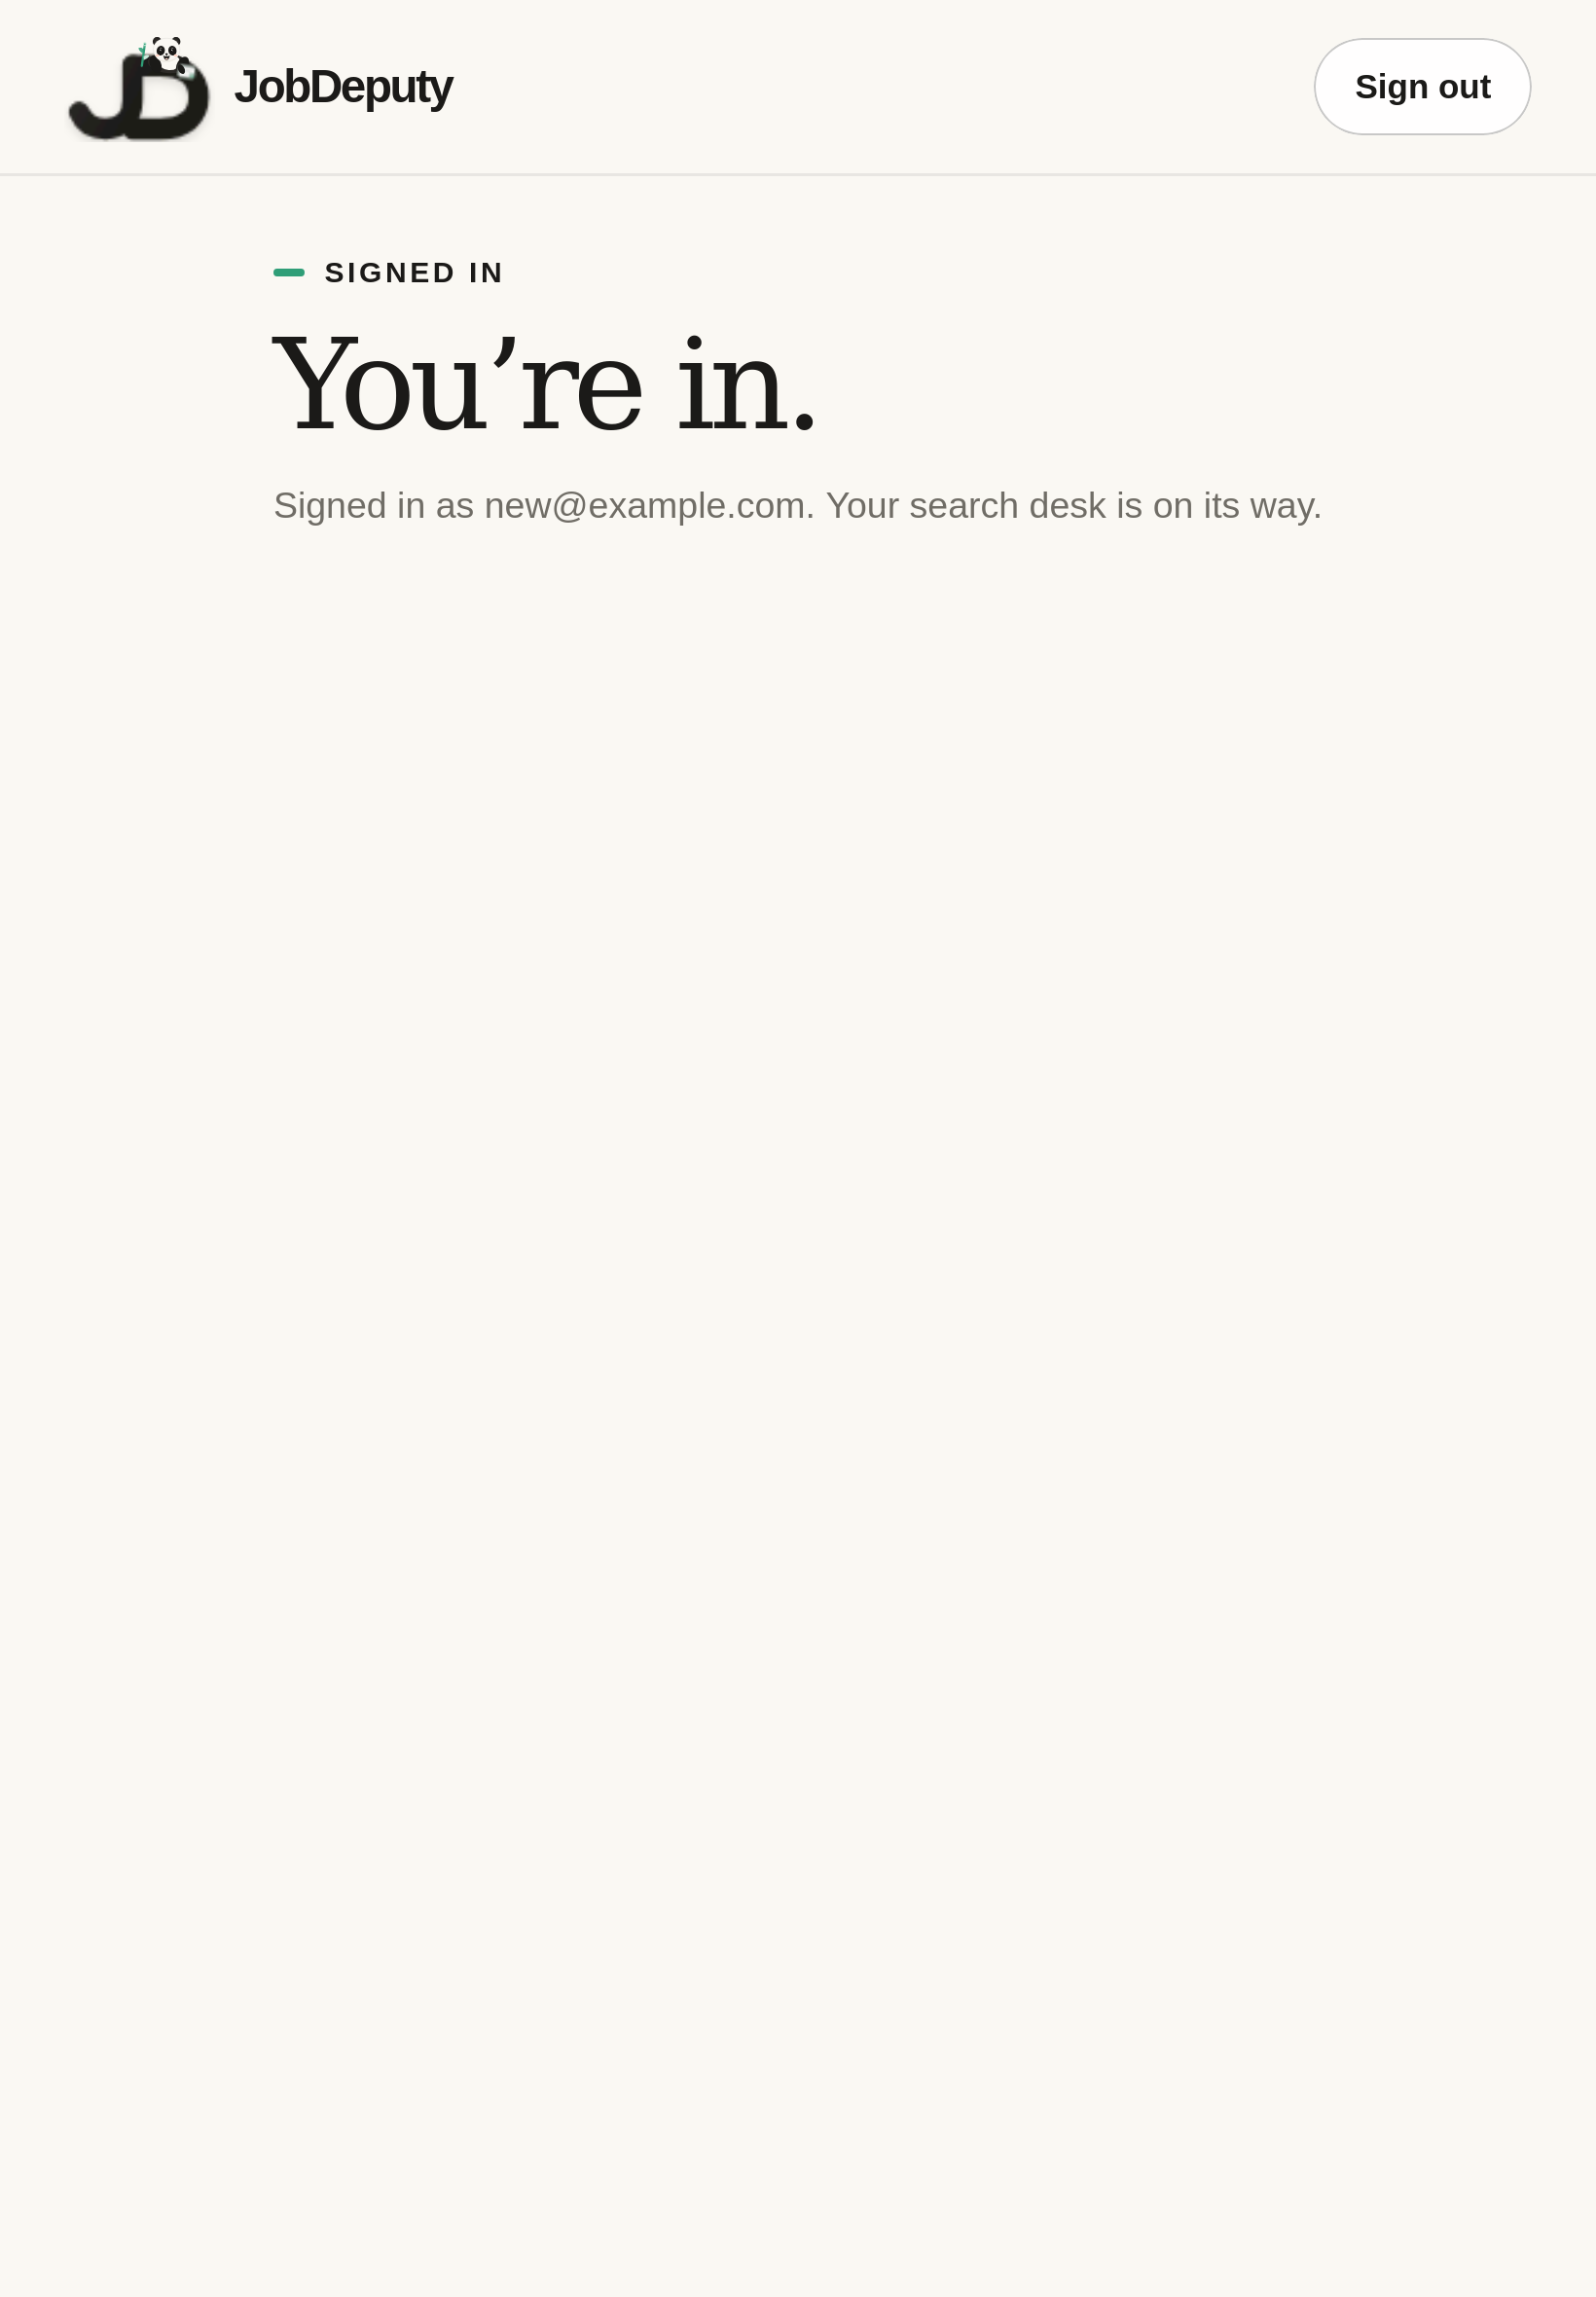 JD JobDeputy
Sign out
SIGNED IN
You’re in.
Signed in as new@example.com. Your search desk is on its way.